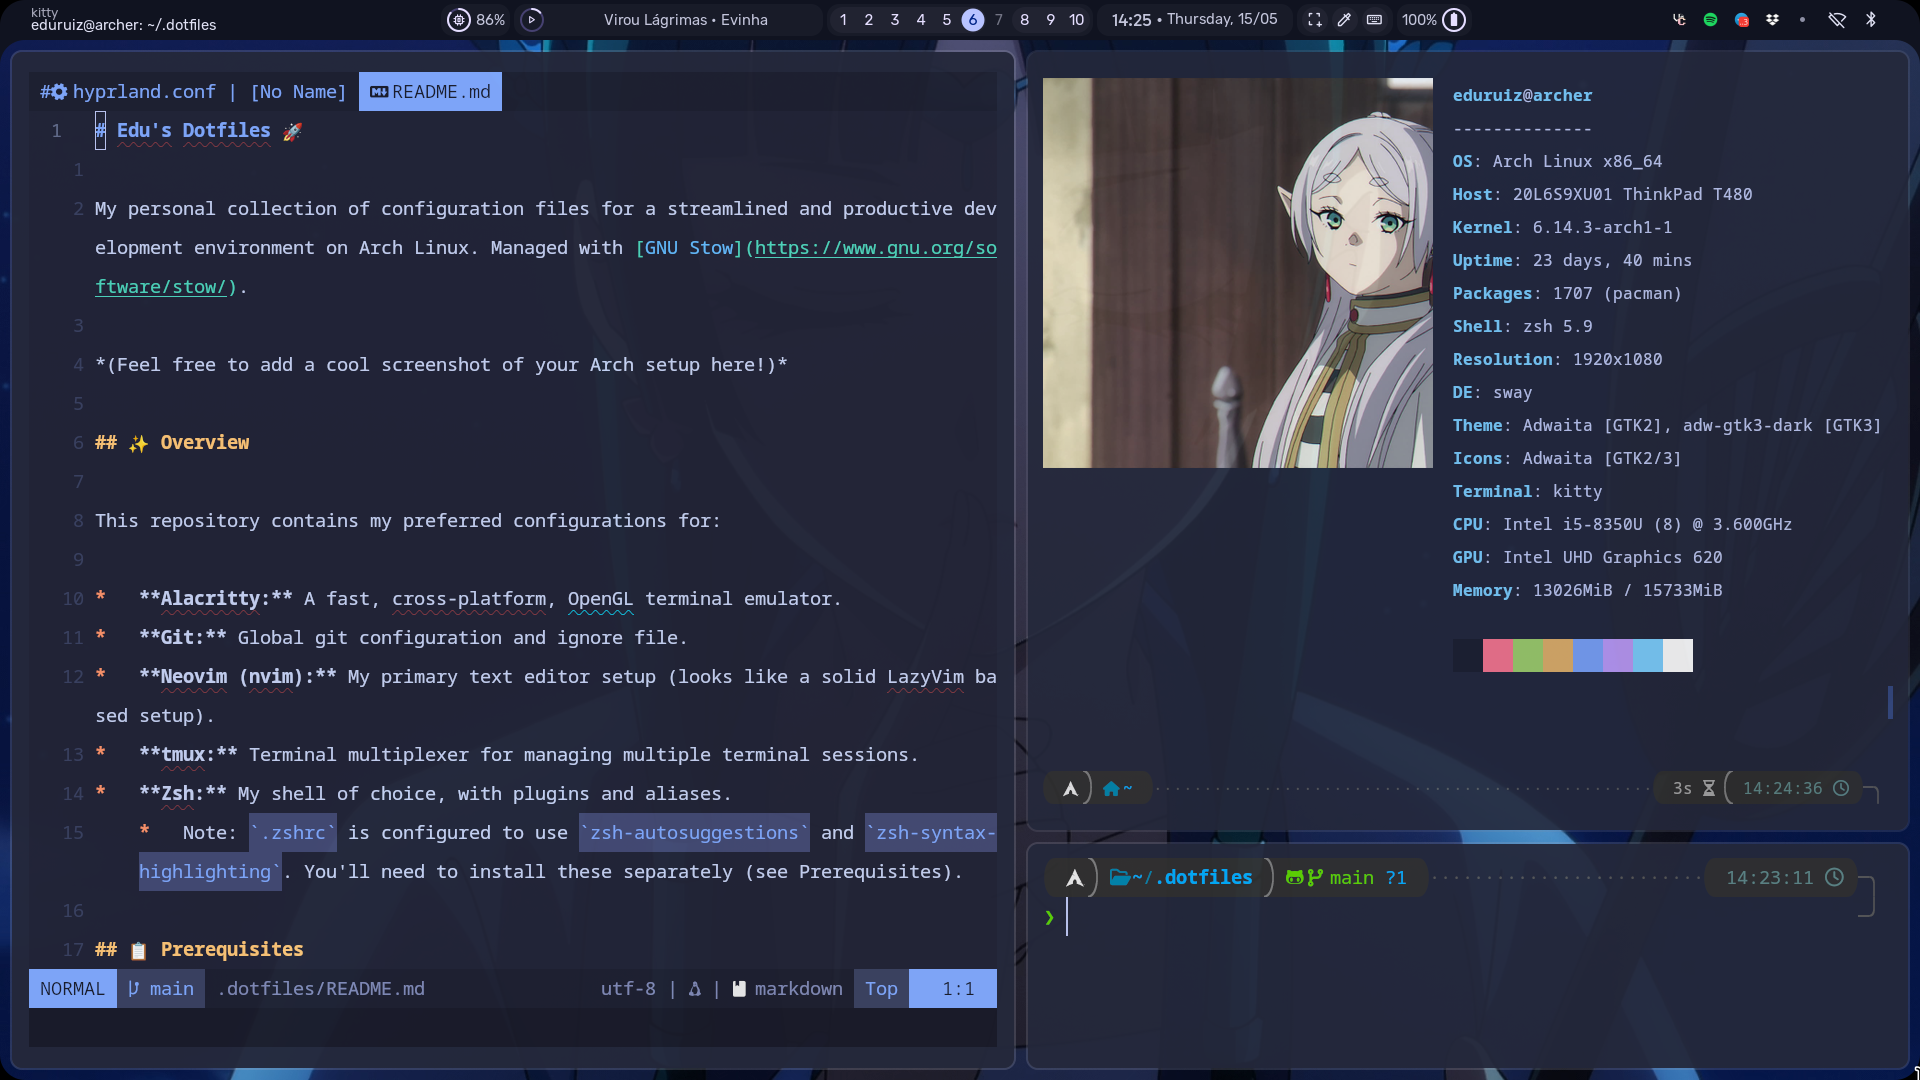 kitty
eduruiz@archer: ~/.dotfiles
86%
Virou Lágrimas • Evinha
1 2 3 4 5 6 7 8 9 10
14:25 • Thursday, 15/05
100%
# hyprland.conf | [No Name] README.md
1 # Edu's Dotfiles 🚀
1
2 My personal collection of configuration files for a streamlined and productive dev
elopment environment on Arch Linux. Managed with [GNU Stow](https://www.gnu.org/so
ftware/stow/).
3
4 *(Feel free to add a cool screenshot of your Arch setup here!)*
5
6 ## ✨ Overview
7
8 This repository contains my preferred configurations for:
9
10 * **Alacritty:** A fast, cross-platform, OpenGL terminal emulator.
11 * **Git:** Global git configuration and ignore file.
12 * **Neovim (nvim):** My primary text editor setup (looks like a solid LazyVim ba
sed setup).
13 * **tmux:** Terminal multiplexer for managing multiple terminal sessions.
14 * **Zsh:** My shell of choice, with plugins and aliases.
15 * Note: `.zshrc` is configured to use `zsh-autosuggestions` and `zsh-syntax-
highlighting`. You'll need to install these separately (see Prerequisites).
16
17 ## 📋 Prerequisites
NORMAL main .dotfiles/README.md utf-8 | | markdown Top 1:1
eduruiz@archer
--------------
OS: Arch Linux x86_64
Host: 20L6S9XU01 ThinkPad T480
Kernel: 6.14.3-arch1-1
Uptime: 23 days, 40 mins
Packages: 1707 (pacman)
Shell: zsh 5.9
Resolution: 1920x1080
DE: sway
Theme: Adwaita [GTK2], adw-gtk3-dark [GTK3]
Icons: Adwaita [GTK2/3]
Terminal: kitty
CPU: Intel i5-8350U (8) @ 3.600GHz
GPU: Intel UHD Graphics 620
Memory: 13026MiB / 15733MiB
~ 3s 14:24:36
~/.dotfiles main ?1 14:23:11
❯